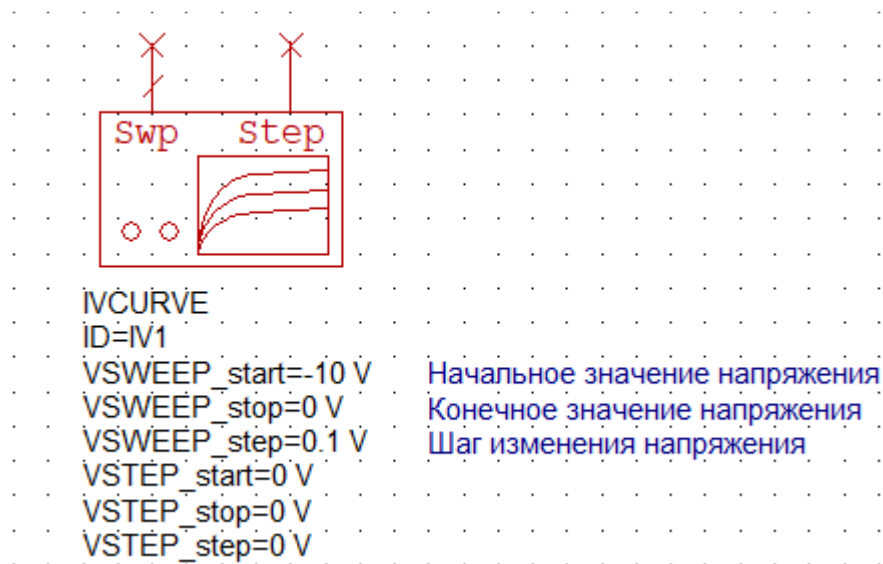 Swp Step
IVCURVE
ID=IV1
VSWEEP_start=-10 V Начальное значение напряжения
VSWEEP_stop=0 V Конечное значение напряжения
VSWEEP_step=0.1 V Шаг изменения напряжения
VSTEP_start=0 V
VSTEP_stop=0 V
VSTEP_step=0 V